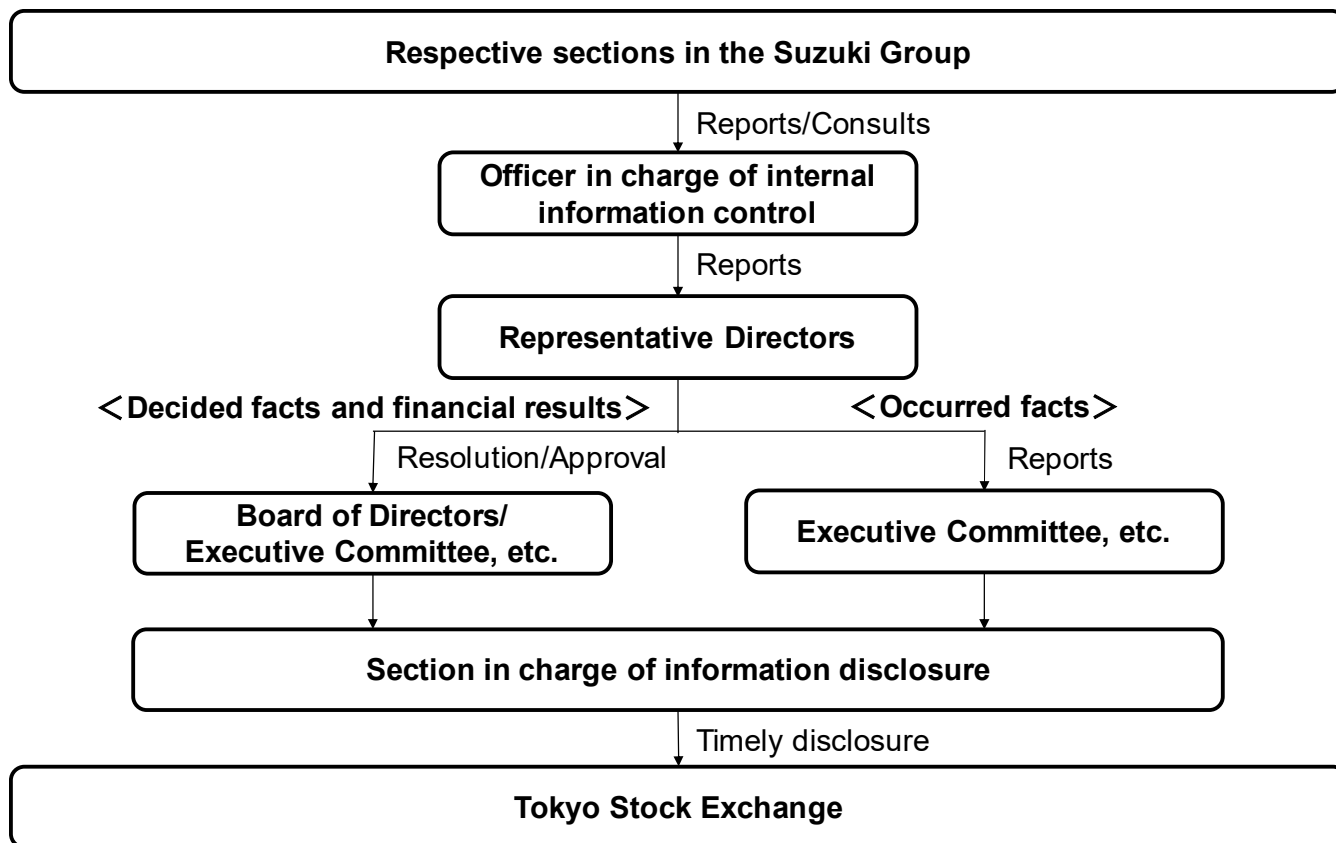 Respective sections in the Suzuki Group
Reports/Consults
Officer in charge of internal
information control
Reports
Representative Directors
＜Decided facts and financial results＞
＜Occurred facts＞
Resolution/Approval
Reports
Board of Directors/
Executive Committee, etc.
Executive Committee, etc.
Section in charge of information disclosure
Timely disclosure
Tokyo Stock Exchange